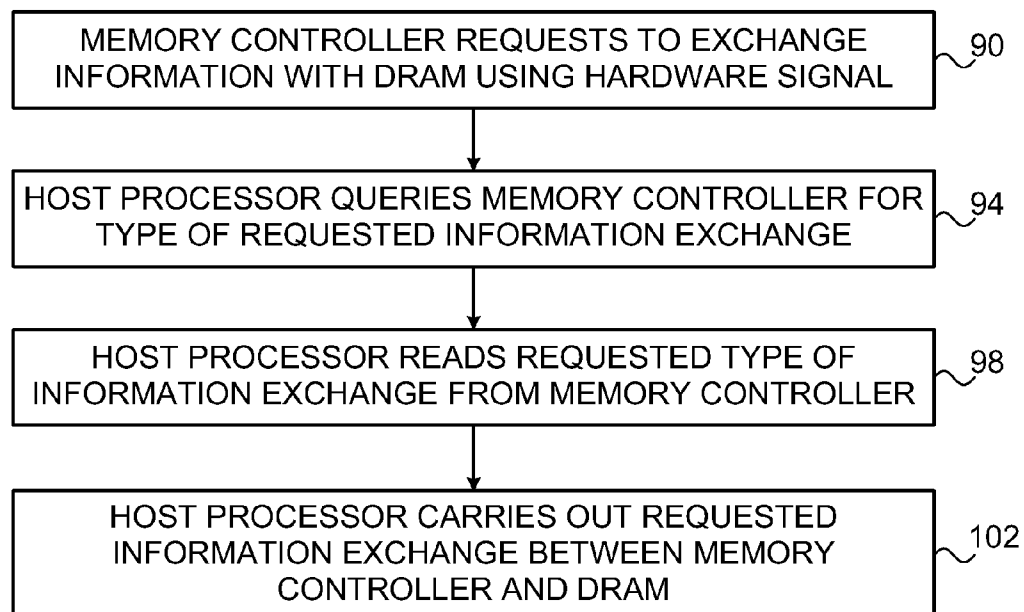 MEMORY CONTROLLER REQUESTS TO EXCHANGE
INFORMATION WITH DRAM USING HARDWARE SIGNAL
90
HOST PROCESSOR QUERIES MEMORY CONTROLLER FOR
TYPE OF REQUESTED INFORMATION EXCHANGE
94
HOST PROCESSOR READS REQUESTED TYPE OF
INFORMATION EXCHANGE FROM MEMORY CONTROLLER
98
HOST PROCESSOR CARRIES OUT REQUESTED
INFORMATION EXCHANGE BETWEEN MEMORY
CONTROLLER AND DRAM
102